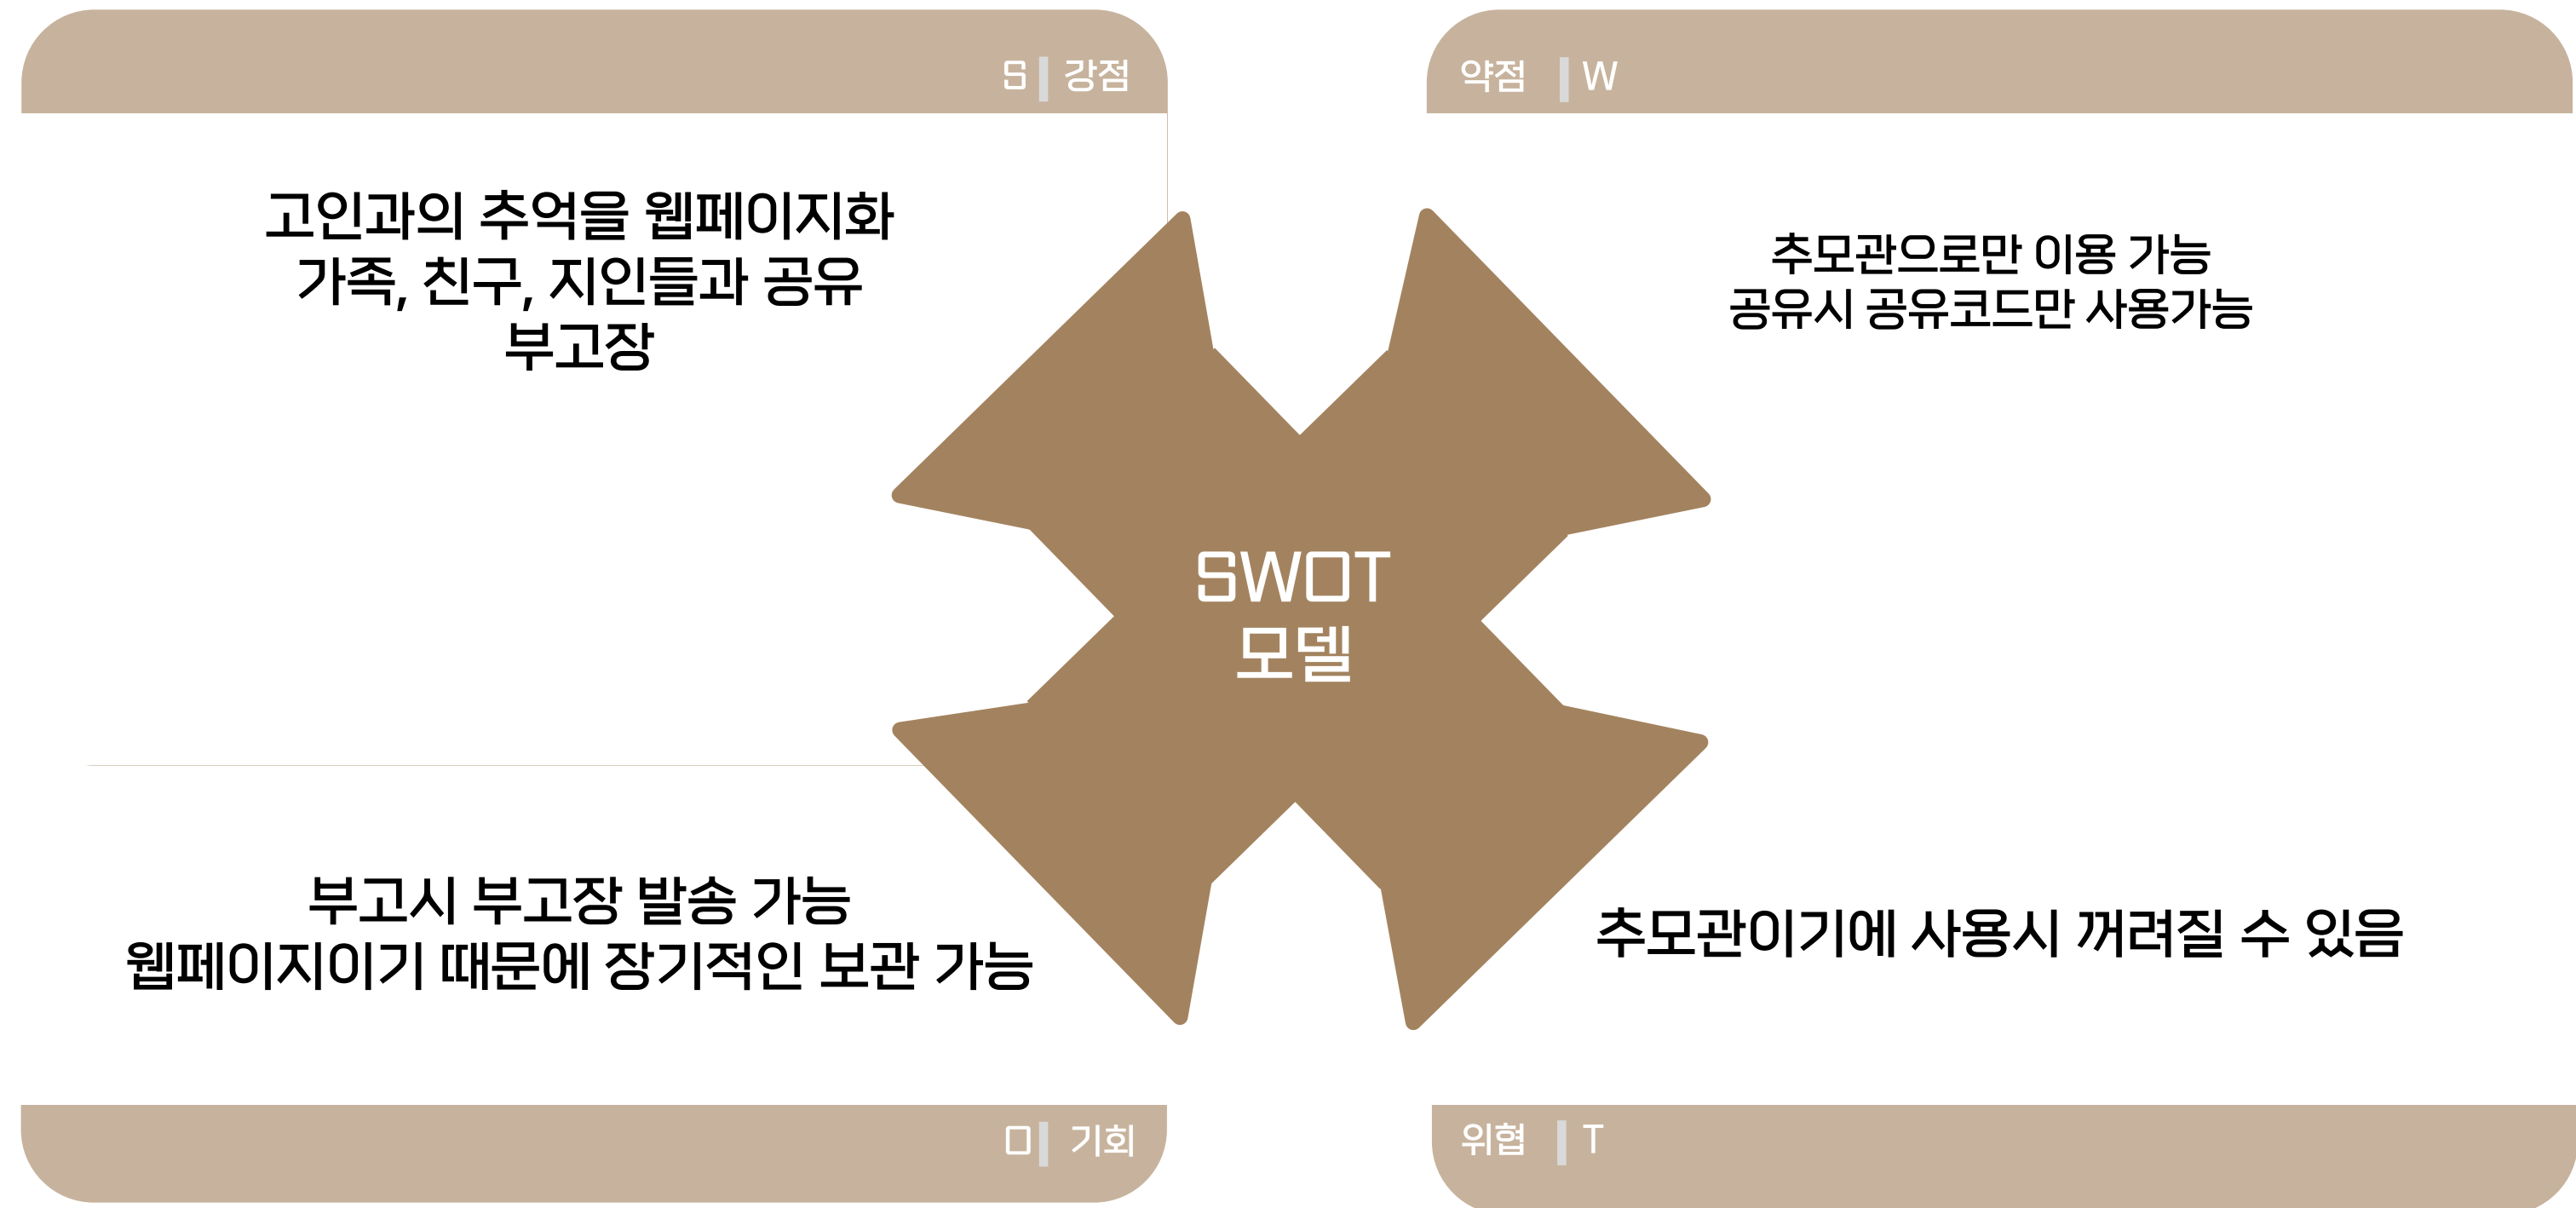 S 강점
고인과의 추억을 웹페이지화
가족, 친구, 지인들과 공유
부고장
약점 W
추모관으로만 이용 가능
공유시 공유코드만 사용가능
SWOT
모델
부고시 부고장 발송 가능
웹페이지이기 때문에 장기적인 보관 가능
O 기회
추모관이기에 사용시 꺼려질 수 있음
위협 T